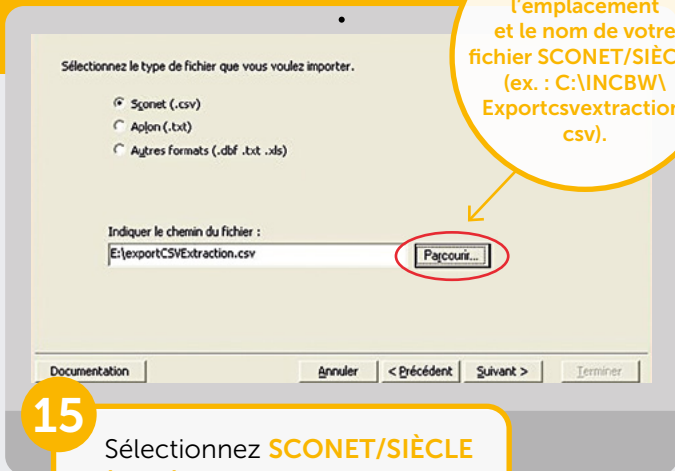 l'emplacement
et le nom de votre
fichier SCONET/SIÈC
(ex. : C:\INCBW\
Exportcsvextraction
csv).
Sélectionnez le type de fichier que vous voulez importer.
Sconet (.csv)
Aplon (.txt)
Autres formats (.dbf .txt .xls)
Indiquer le chemin du fichier :
E:\exportCSVExtraction.csv
Parcourir...
Documentation
Annuler
< Précédent
Suivant >
Terminer
15
Sélectionnez SCONET/SIÈCLE